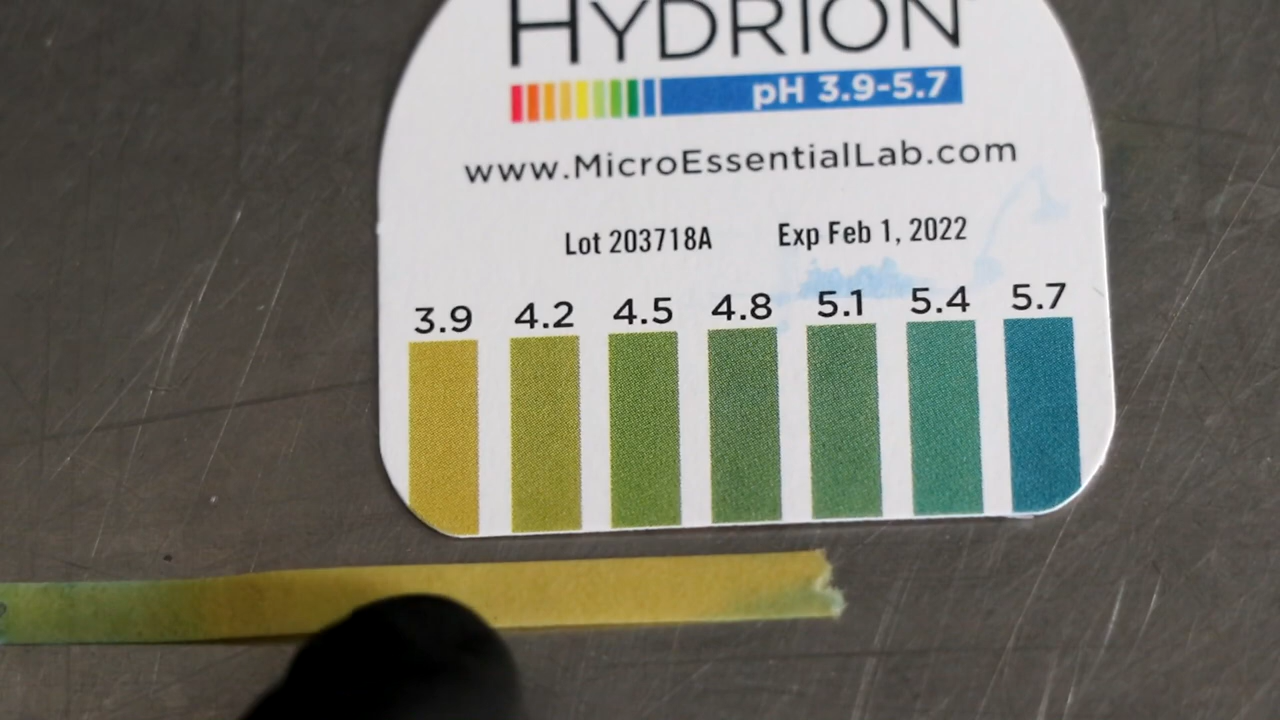 HYDRION
pH 3.9-5.7
www.MicroEssentialLab.com
Lot 203718A Exp Feb 1, 2022
3.9 4.2 4.5 4.8 5.1 5.4 5.7